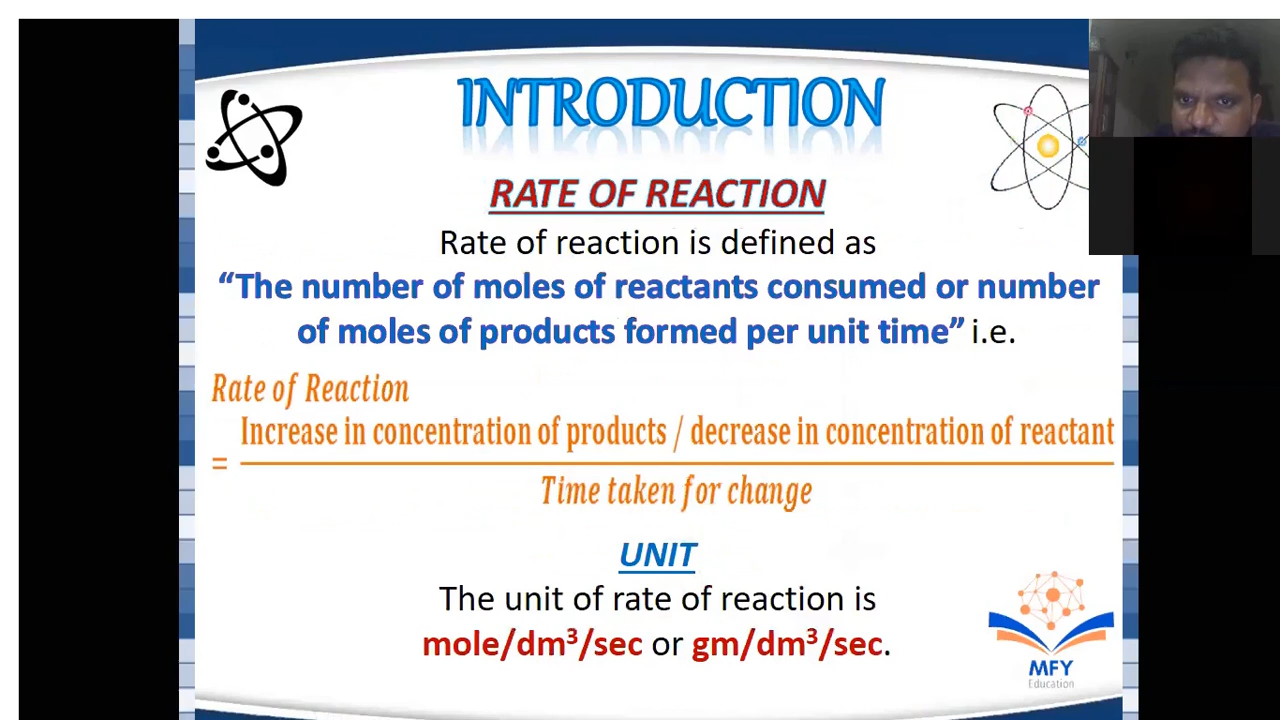 INTRODUCTION
RATE OF REACTION
Rate of reaction is defined as
“The number of moles of reactants consumed or number
of moles of products formed per unit time” i.e.
Rate of Reaction
= Increase in concentration of products / decrease in concentration of reactant
Time taken for change
UNIT
The unit of rate of reaction is
mole/dm³/sec or gm/dm³/sec.
MFY
Education